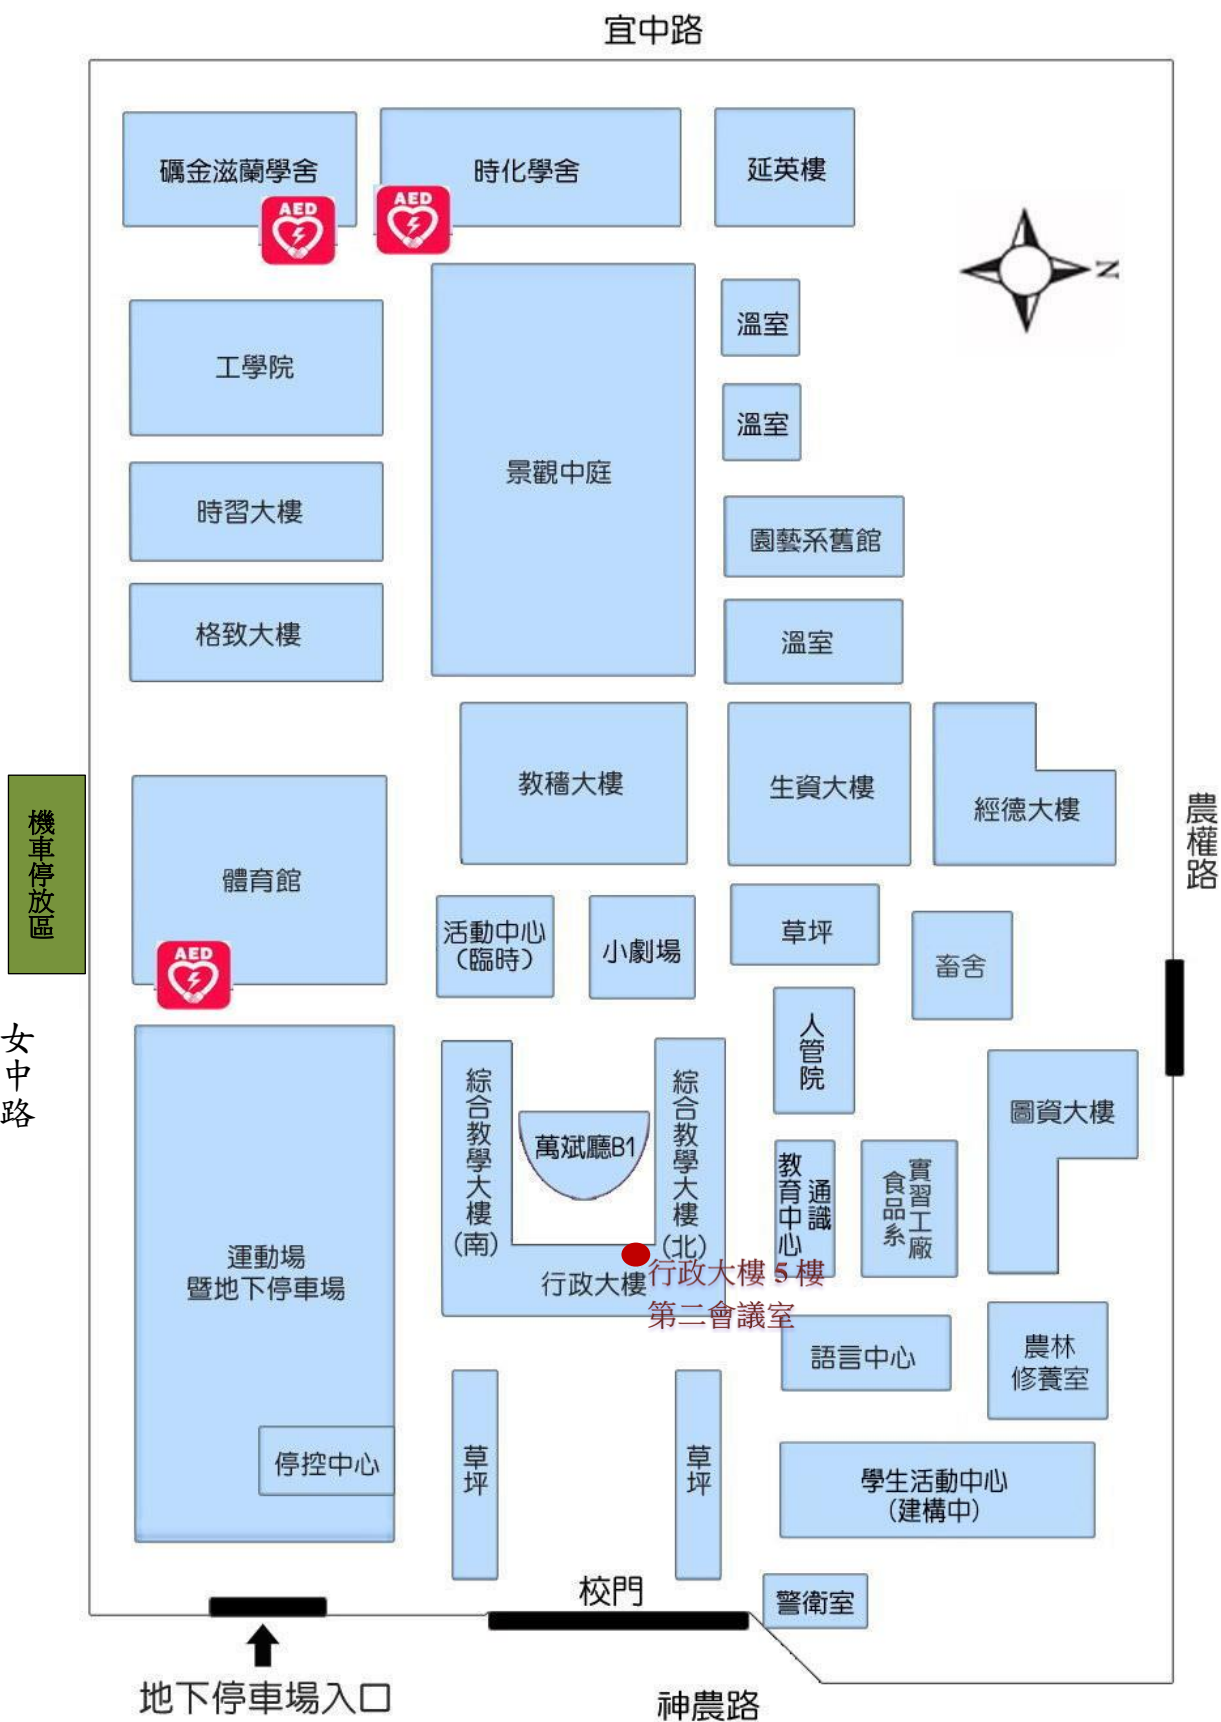 宜中路
礪金滋蘭學舍
時化學舍
延英樓
AED
AED
N
溫室
工學院
溫室
景觀中庭
時習大樓
園藝系舊館
格致大樓
溫室
教穡大樓
生資大樓
經德大樓
農權路
機車停放區
體育館
活動中心
(臨時)
小劇場
草坪
畜舍
AED
女中路
人管院
綜合教學大樓(南)
萬斌廳B1
綜合教學大樓(北)
圖資大樓
通識
教育中心
實習工廠
食品系
運動場
暨地下停車場
行政大樓
行政大樓 5 樓
第二會議室
語言中心
農林
修養室
停控中心
草坪
草坪
學生活動中心
(建構中)
校門
警衛室
地下停車場入口
神農路